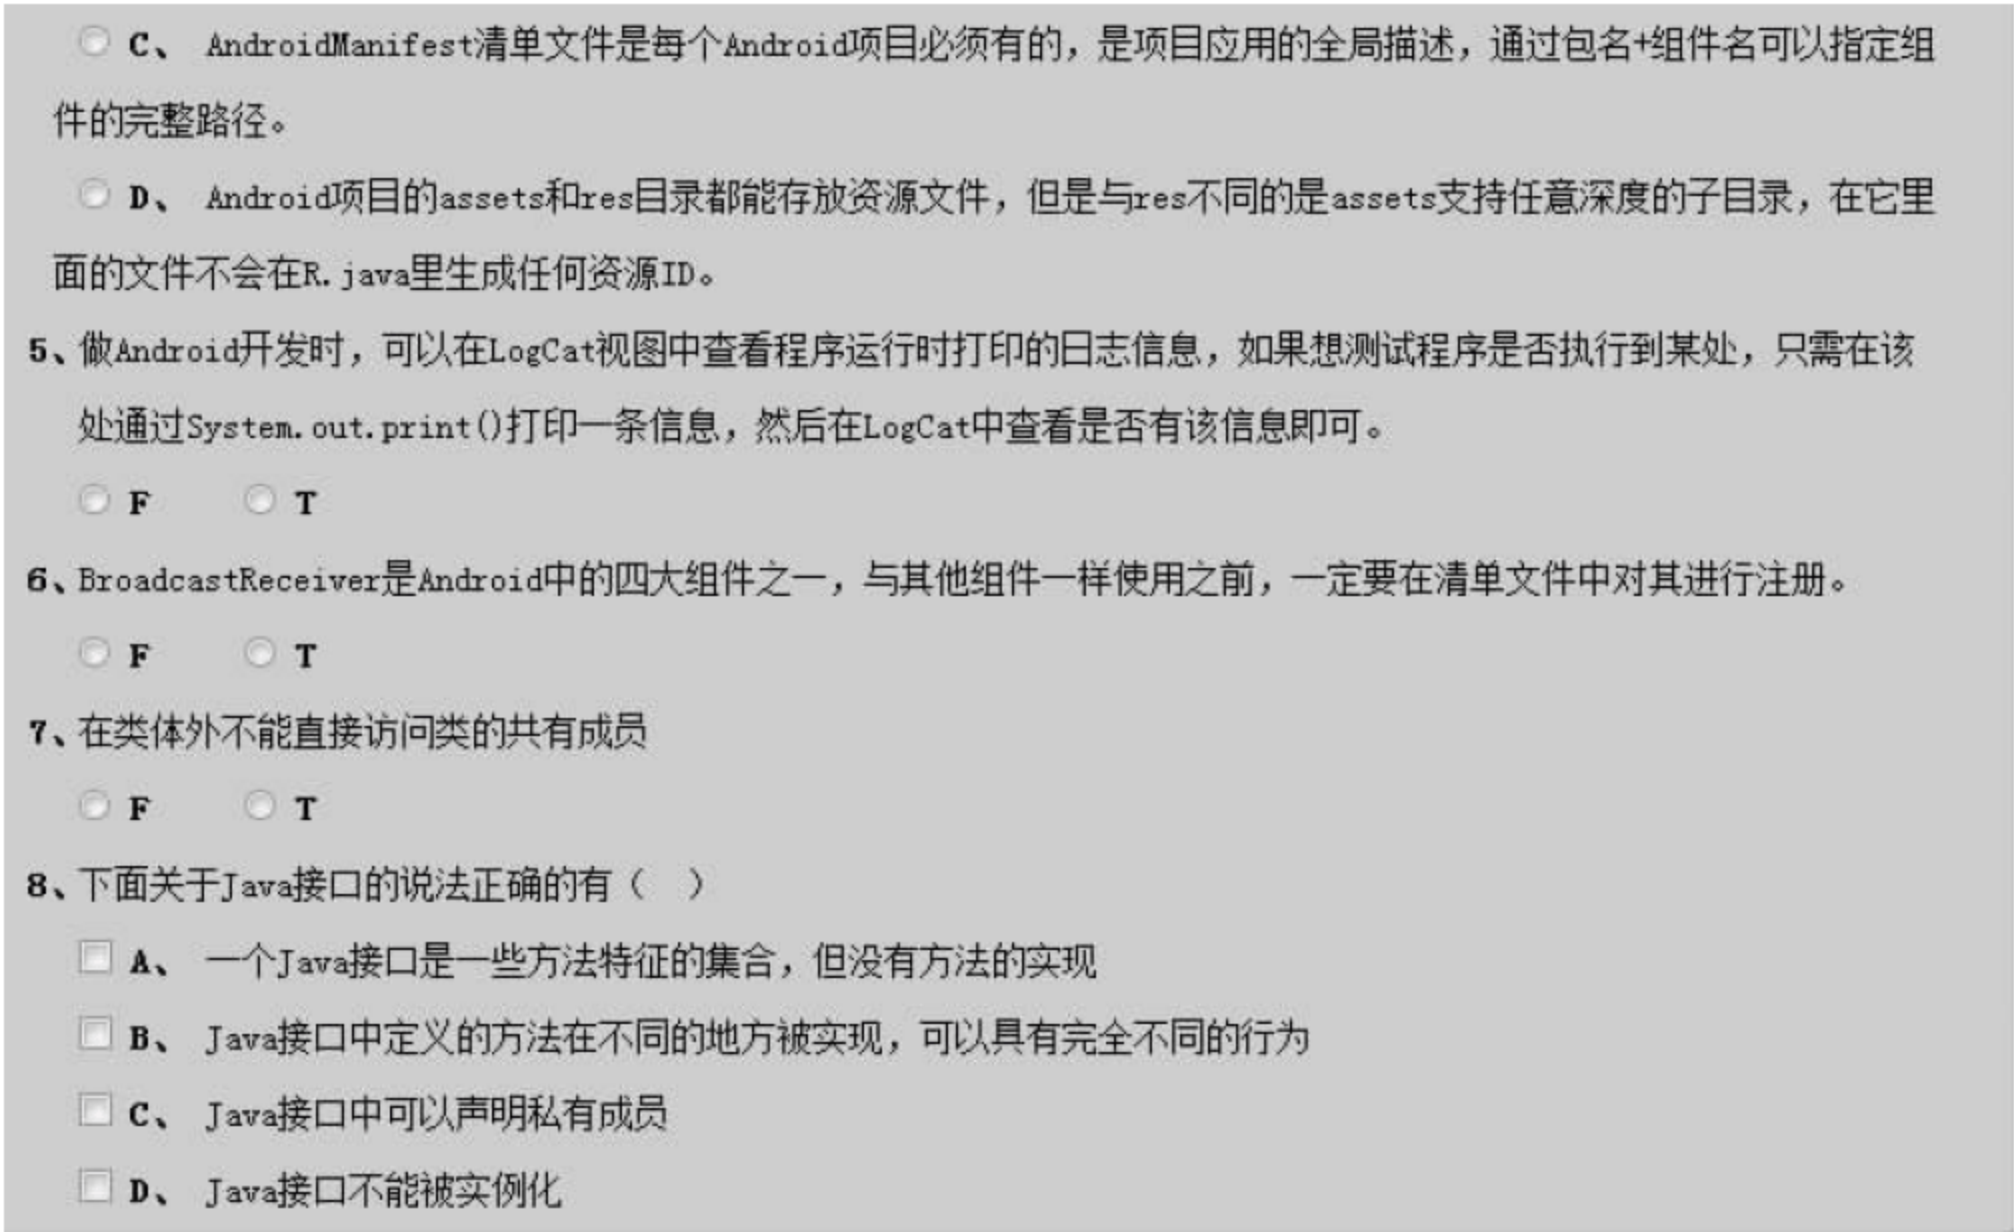 C、 AndroidManifest清单文件是每个Android项目必须有的，是项目应用的全局描述，通过包名+组件名可以指定组
件的完整路径。
D、 Android项目的assets和res目录都能存放资源文件，但是与res不同的是assets支持任意深度的子目录，在它里
面的文件不会在R.java里生成任何资源ID。
5、做Android开发时，可以在LogCat视图中查看程序运行时打印的日志信息，如果想测试程序是否执行到某处，只需在该
处通过System.out.print()打印一条信息，然后在LogCat中查看是否有该信息即可。
F T
6、BroadcastReceiver是Android中的四大组件之一，与其他组件一样使用之前，一定要在清单文件中对其进行注册。
F T
7、在类体外不能直接访问类的共有成员
F T
8、下面关于Java接口的说法正确的有（ ）
A、 一个Java接口是一些方法特征的集合，但没有方法的实现
B、 Java接口中定义的方法在不同的地方被实现，可以具有完全不同的行为
C、 Java接口中可以声明私有成员
D、 Java接口不能被实例化